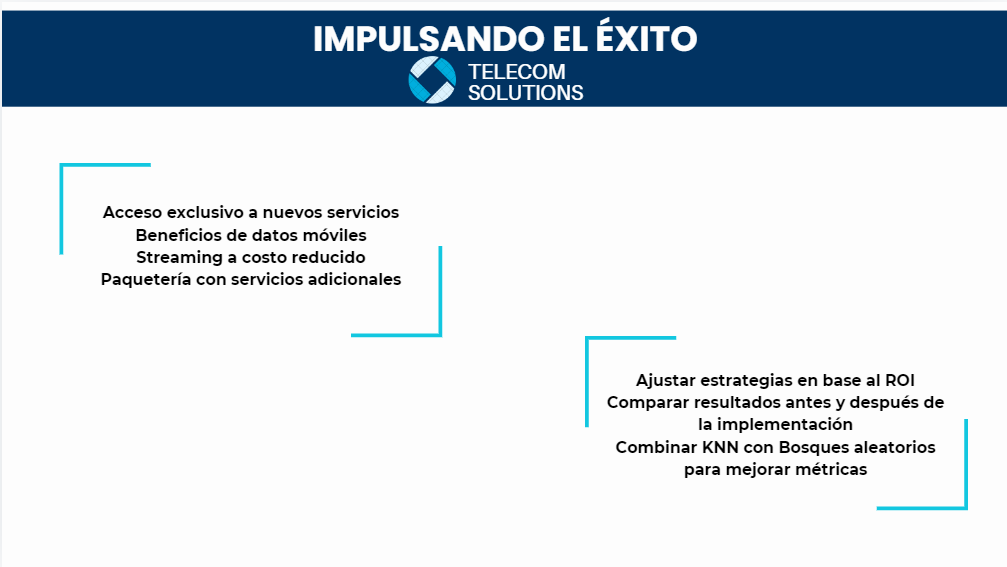 IMPULSANDO EL ÉXITO
TELECOM
SOLUTIONS
Acceso exclusivo a nuevos servicios
Beneficios de datos móviles
Streaming a costo reducido
Paquetería con servicios adicionales
Ajustar estrategias en base al ROI
Comparar resultados antes y después de
la implementación
Combinar KNN con Bosques aleatorios
para mejorar métricas